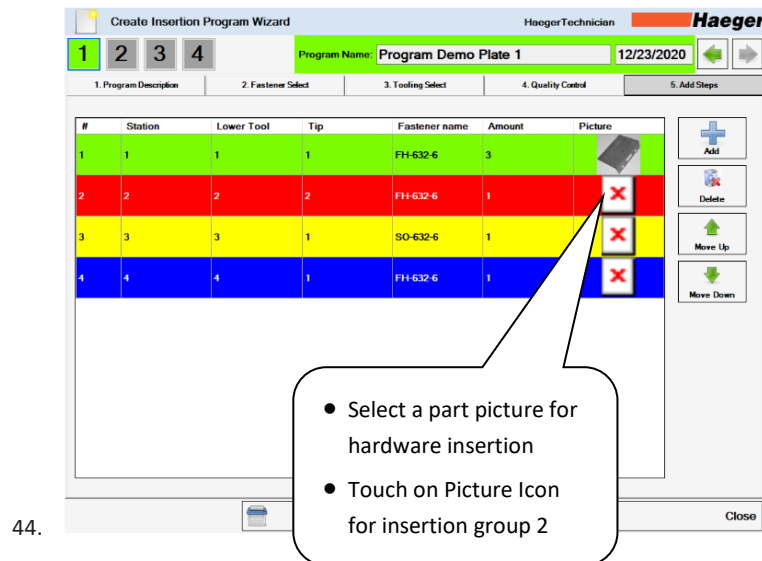 Create Insertion Program Wizard HaegerTechnician Haeger
1 2 3 4 Program Name: Program Demo Plate 1 12/23/2020
1. Program Description 2. Fastener Select 3. Tooling Select 4. Quality Control 5. Add Steps
# Station Lower Tool Tip Fastener name Amount Picture
1 1 1 1 FH-632-6 3
2 2 2 2 FH-632-6 1
3 3 3 1 SO-632-6 1
4 4 4 1 FH-632-6 1
Add
Delete
Move Up
Move Down
• Select a part picture for
hardware insertion
• Touch on Picture Icon
for insertion group 2
Close
44.